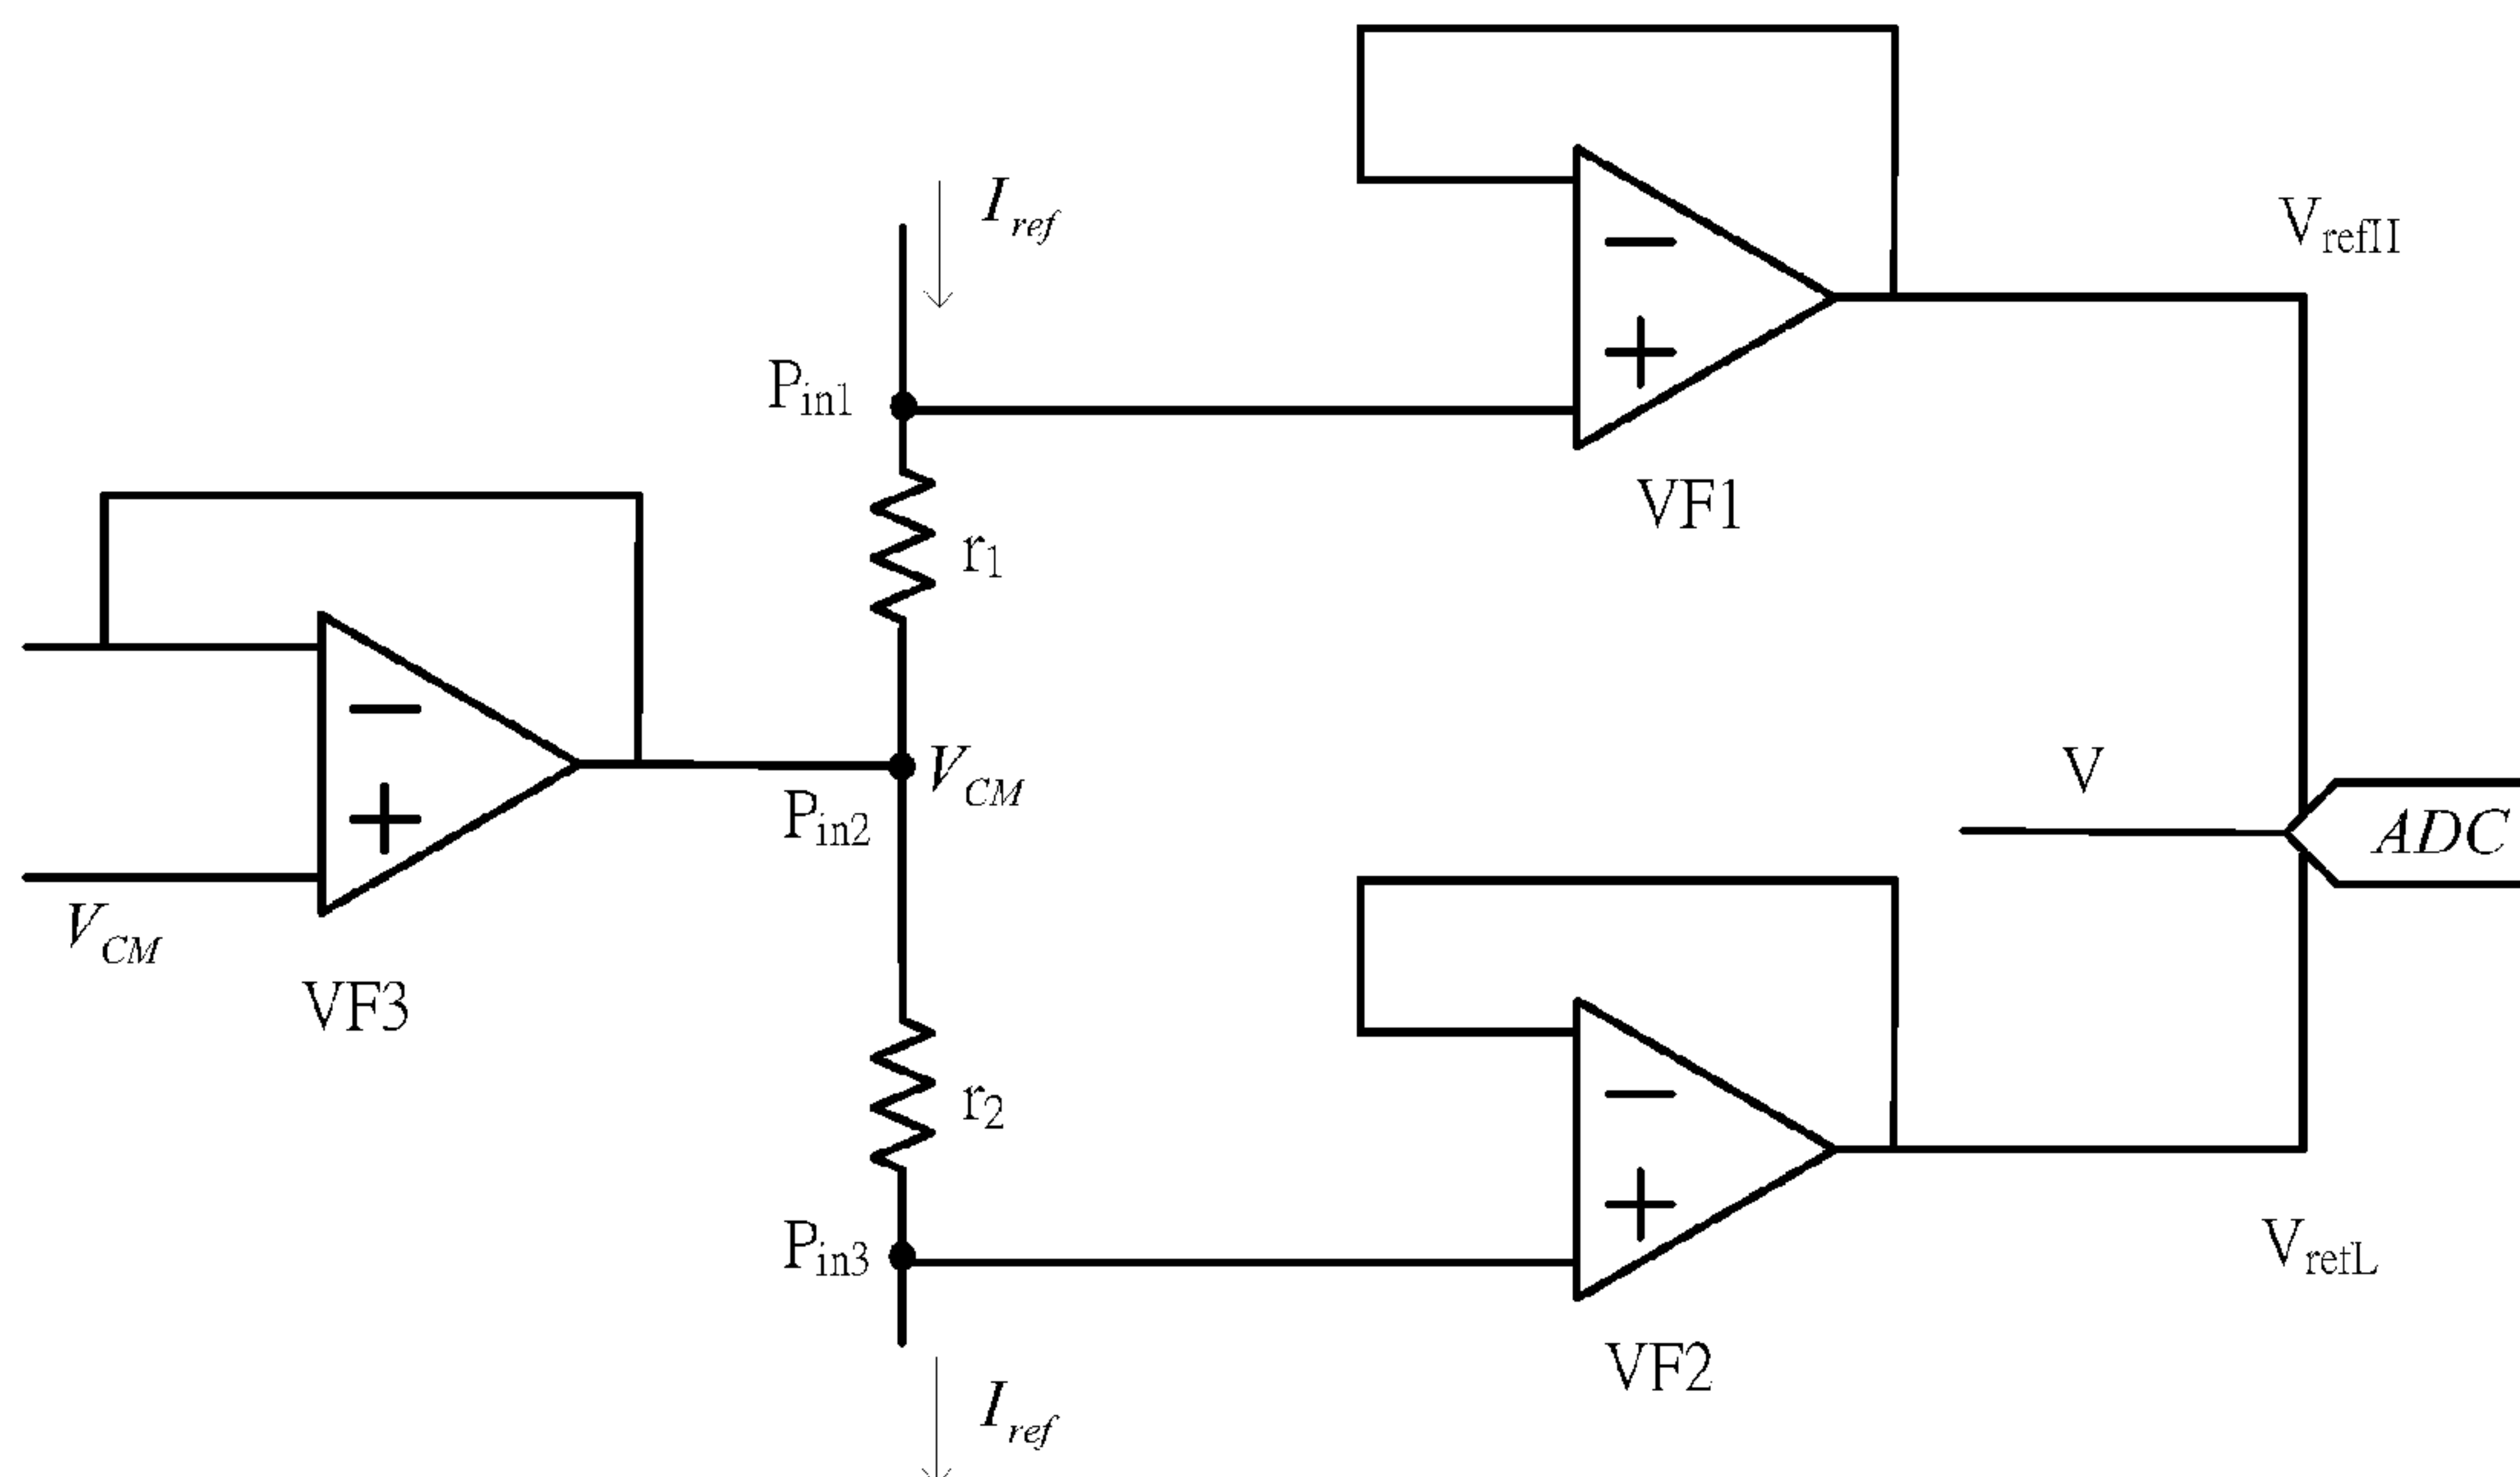 I_ref
V_refH
P_in1
VF1
r_1
V
V_CM
P_in2
ADC
V_CM
VF3
r_2
P_in3
V_refL
VF2
I_ref